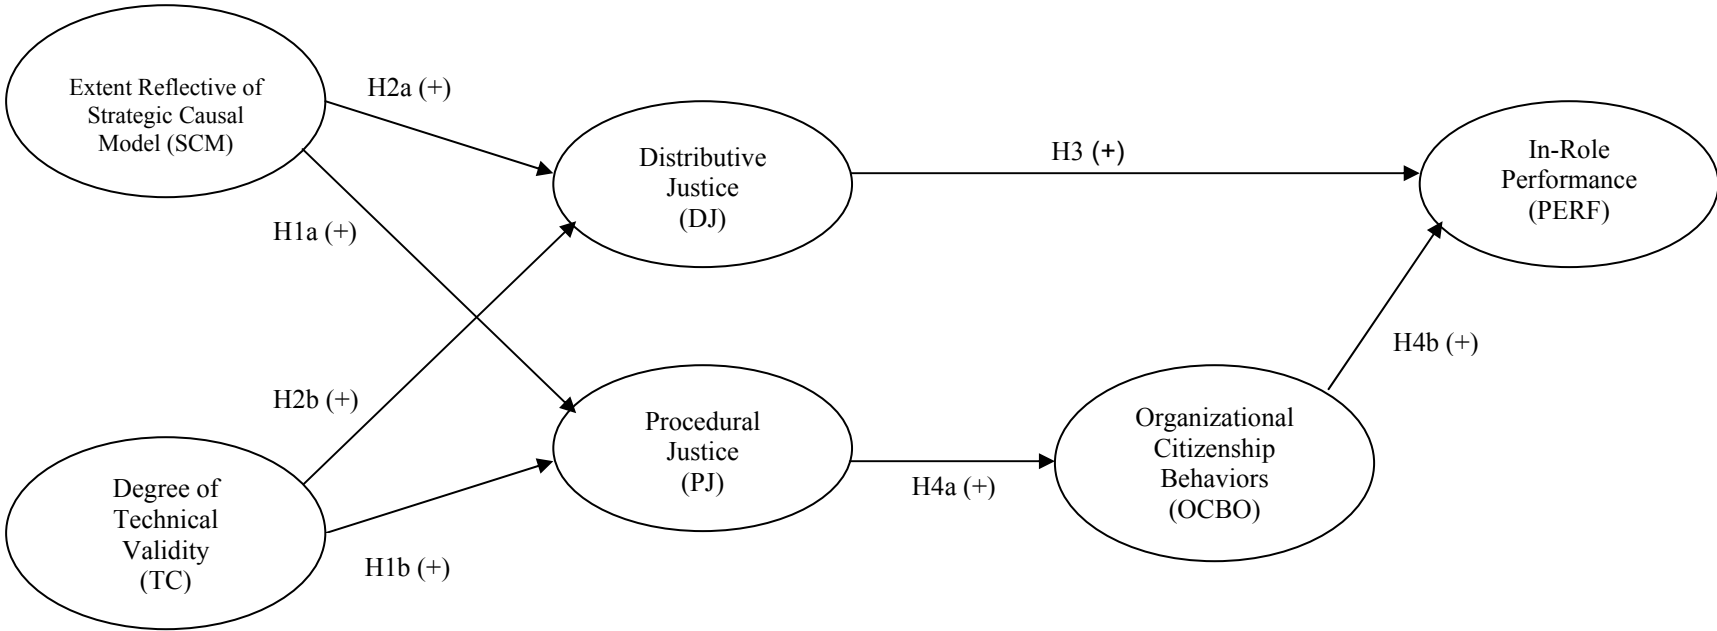 Extent Reflective of
Strategic Causal
Model (SCM)
H2a (+)
H1a (+)
Distributive
Justice
(DJ)
H3 (+)
In-Role
Performance
(PERF)
H2b (+)
H4b (+)
Degree of
Technical
Validity
(TC)
H1b (+)
Procedural
Justice
(PJ)
H4a (+)
Organizational
Citizenship
Behaviors
(OCBO)